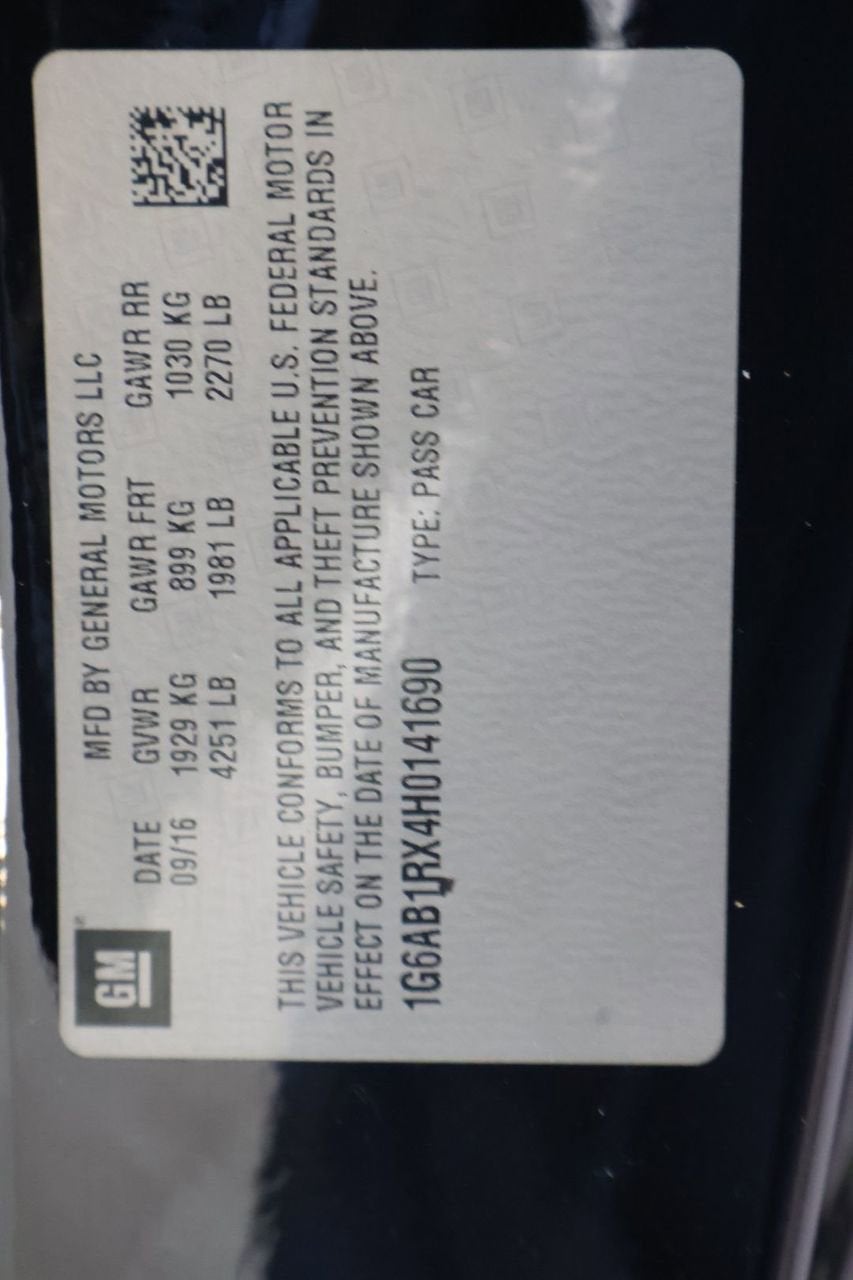 GM
MFD BY GENERAL MOTORS LLC
DATE GVWR GAWR FRT GAWR RR
09/16 1929 KG 899 KG 1030 KG
4251 LB 1981 LB 2270 LB
THIS VEHICLE CONFORMS TO ALL APPLICABLE U.S. FEDERAL MOTOR
VEHICLE SAFETY, BUMPER, AND THEFT PREVENTION STANDARDS IN
EFFECT ON THE DATE OF MANUFACTURE SHOWN ABOVE.
1G6AB1RX4H0141690 TYPE: PASS CAR